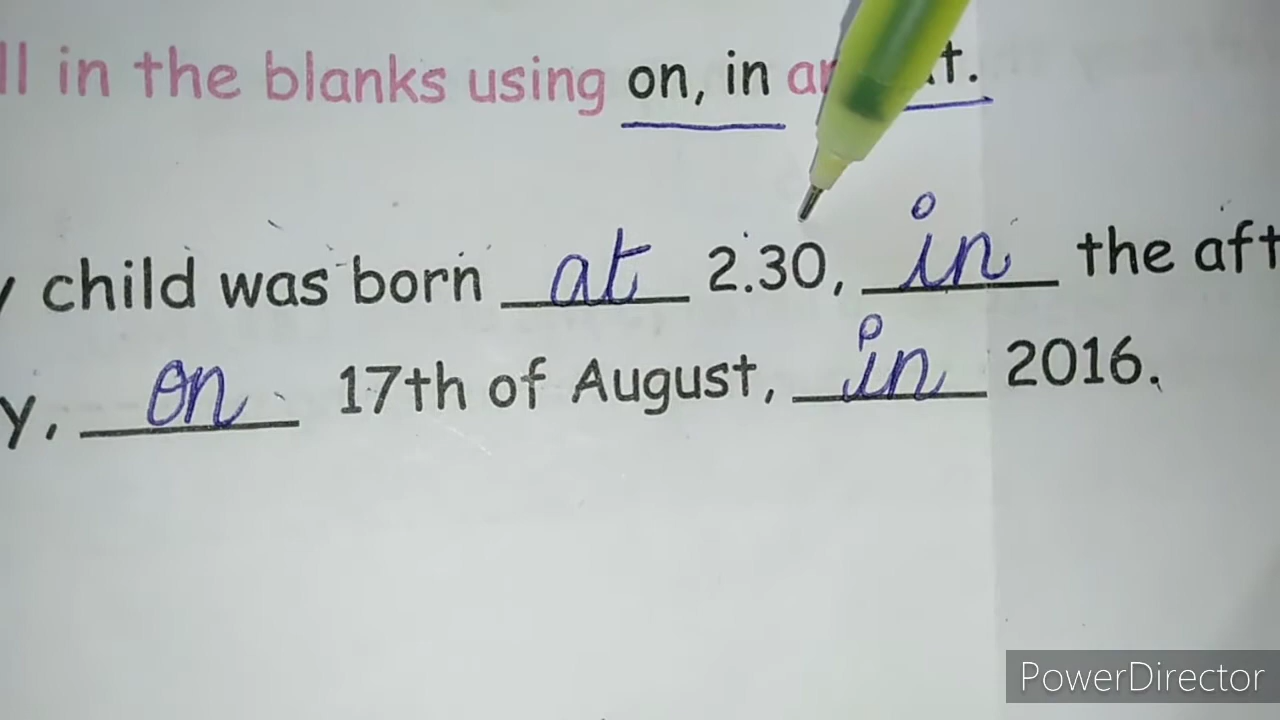 ll in the blanks using on, in t.
child was born at 2.30, in the aft
y, on 17th of August, in 2016.
PowerDirector